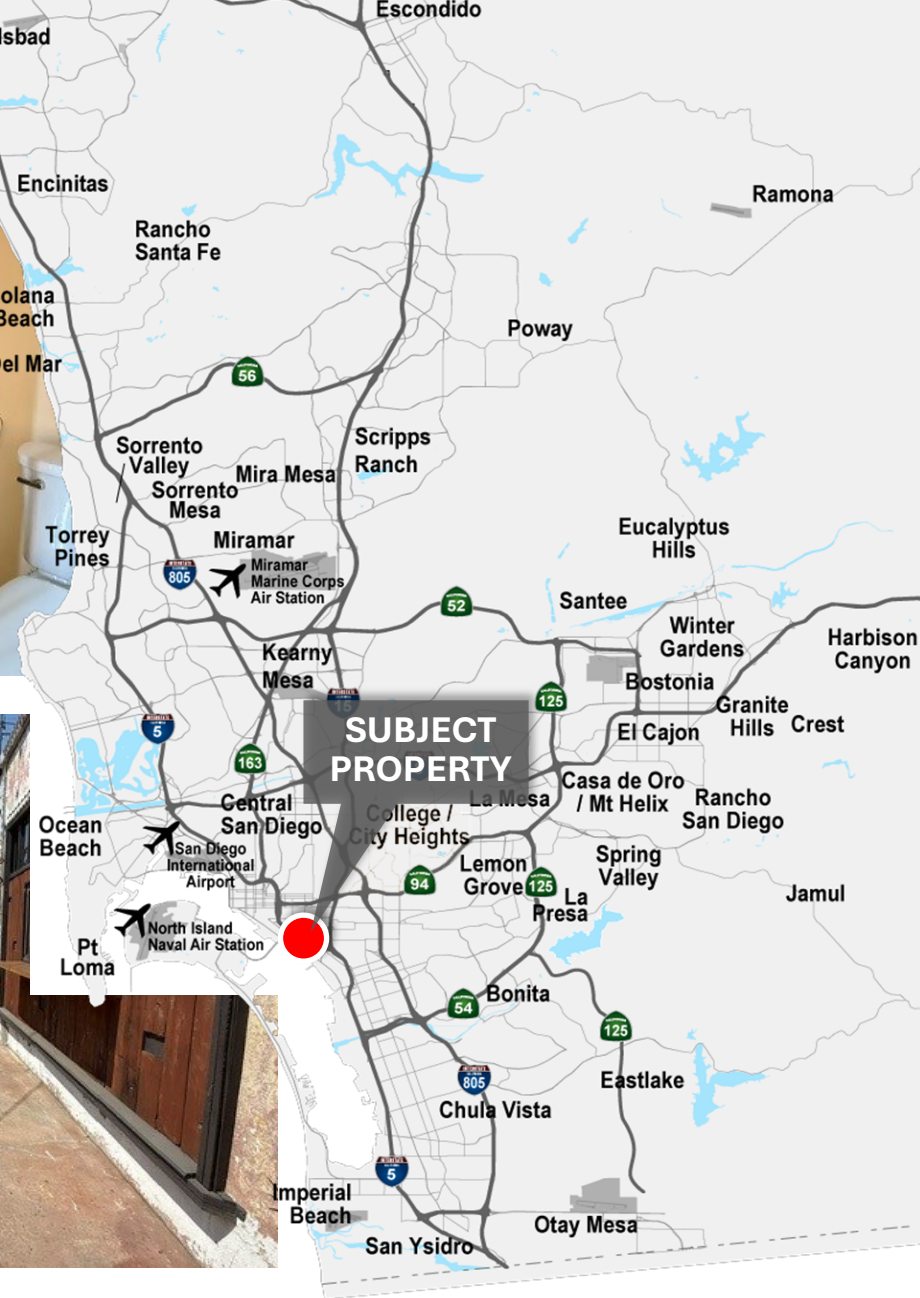 Escondido
lsbad
Encinitas
Ramona
Rancho
Santa Fe
olana
Beach
Poway
el Mar
56
Sorrento
Valley
Scripps
Ranch
Mira Mesa
Sorrento
Mesa
Torrey
Pines
Miramar
Eucalyptus
Hills
INTERSTATE
805
Miramar
Marine Corps
Air Station
52
Santee
Winter
Gardens
Harbison
Canyon
Kearny
Mesa
Bostonia
15
125
Granite
Hills
Crest
5
El Cajon
SUBJECT
PROPERTY
163
Casa de Oro
/ Mt Helix
La Mesa
Rancho
San Diego
Central
San Diego
College /
City Heights
Ocean
Beach
San Diego
International
Airport
Lemon
Grove
94
125
Spring
Valley
La
Presa
Jamul
North Island
Naval Air Station
Pt
Loma
54
Bonita
125
805
Eastlake
Chula Vista
5
Imperial
Beach
Otay Mesa
San Ysidro